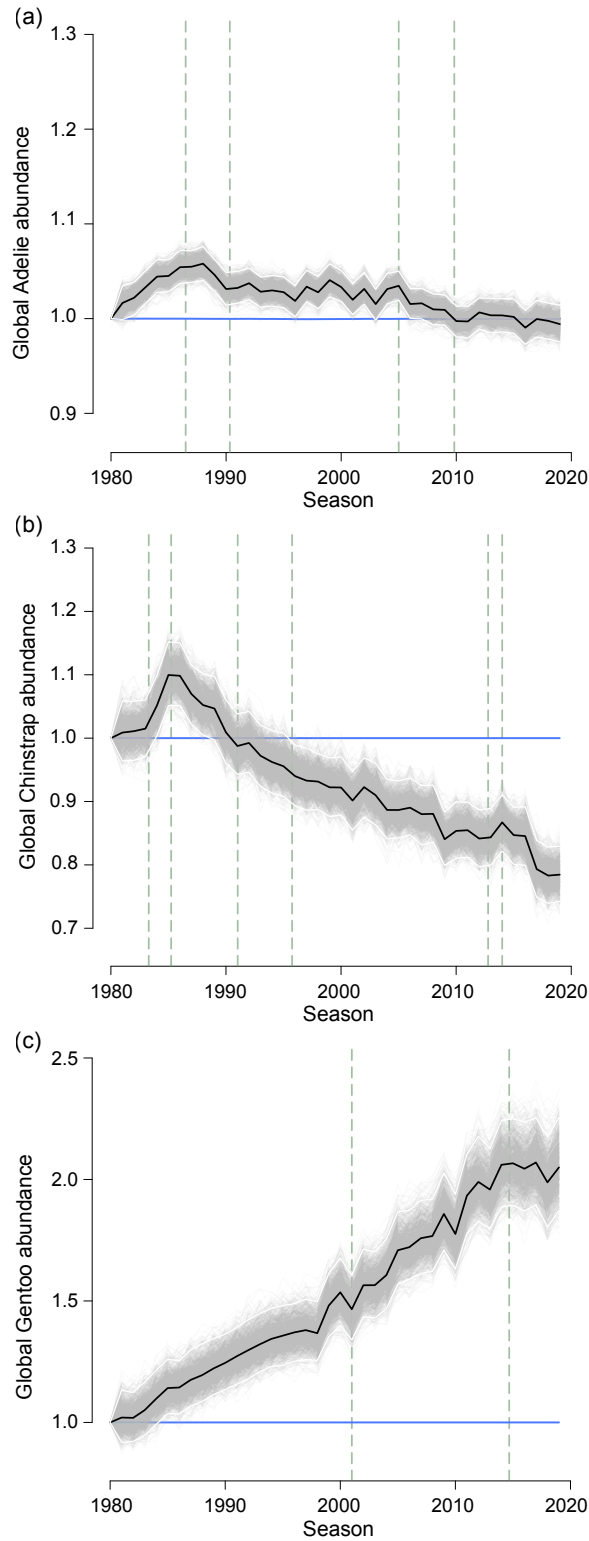 (a)
Global Adelie abundance
1.3
1.2
1.1
1.0
0.9
1980 1990 2000 2010 2020
Season
(b)
Global Chinstrap abundance
1.3
1.2
1.1
1.0
0.9
0.8
0.7
1980 1990 2000 2010 2020
Season
(c)
Global Gentoo abundance
2.5
2.0
1.5
1.0
1980 1990 2000 2010 2020
Season